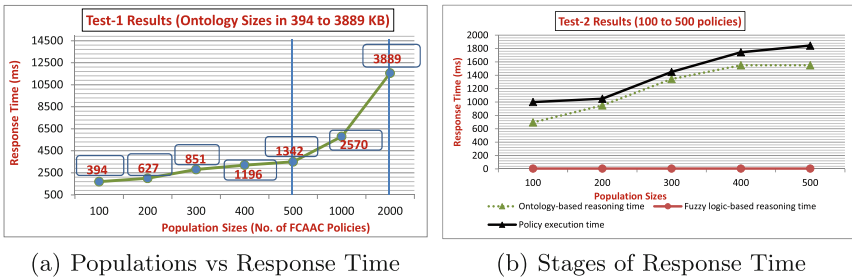 Test-1 Results (Ontology Sizes in 394 to 3889 KB)
Response Time (ms)
14500
12500
10500
8500
6500
4500
2500
500
394
627
851
1196
1342
2570
3889
100 200 300 400 500 1000 2000
Population Sizes (No. of FCAAC Policies)
(a) Populations vs Response Time
Test-2 Results (100 to 500 policies)
Response Time (ms)
2000
1800
1600
1400
1200
1000
800
600
400
200
0
100 200 300 400 500
Population Sizes
Ontology-based reasoning time
Fuzzy logic-based reasoning time
Policy execution time
(b) Stages of Response Time